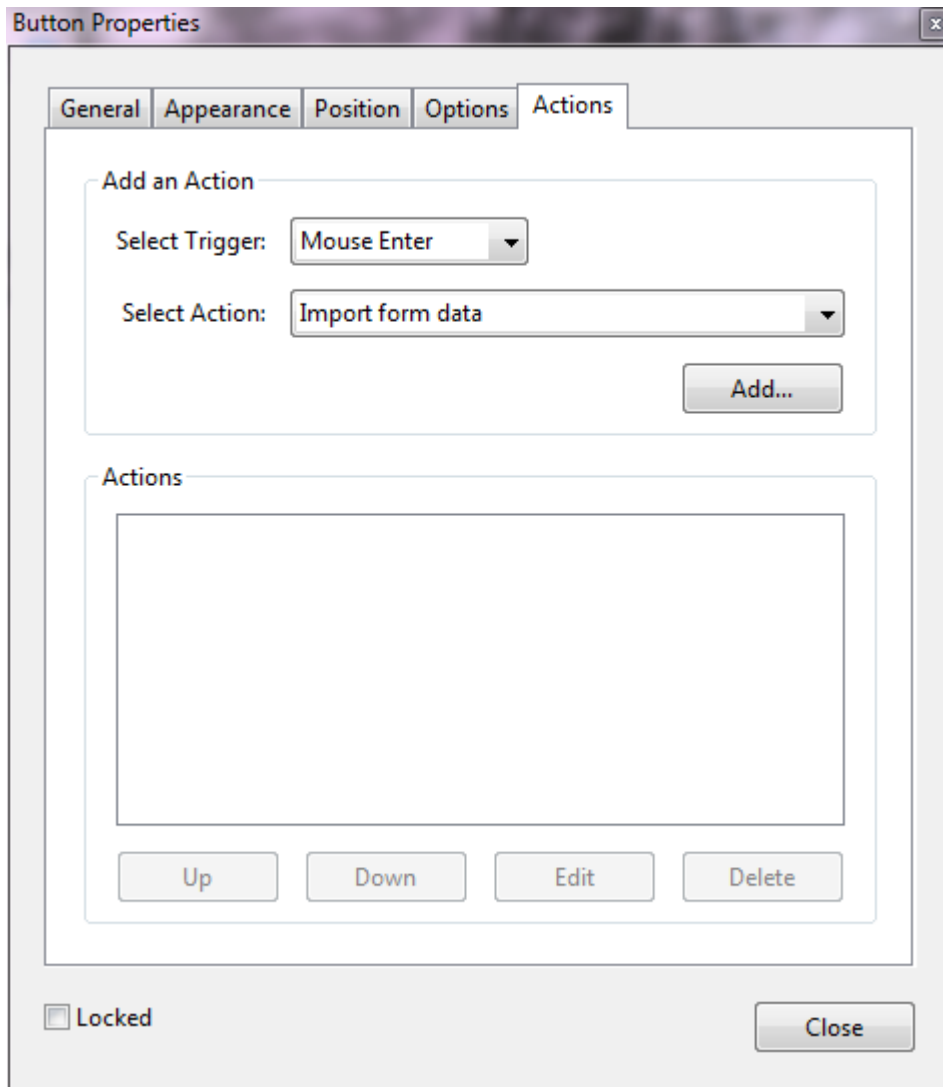 Button Properties
General Appearance Position Options Actions
Add an Action
Select Trigger: Mouse Enter
Select Action: Import form data
Add...
Actions
Up Down Edit Delete
Locked
Close